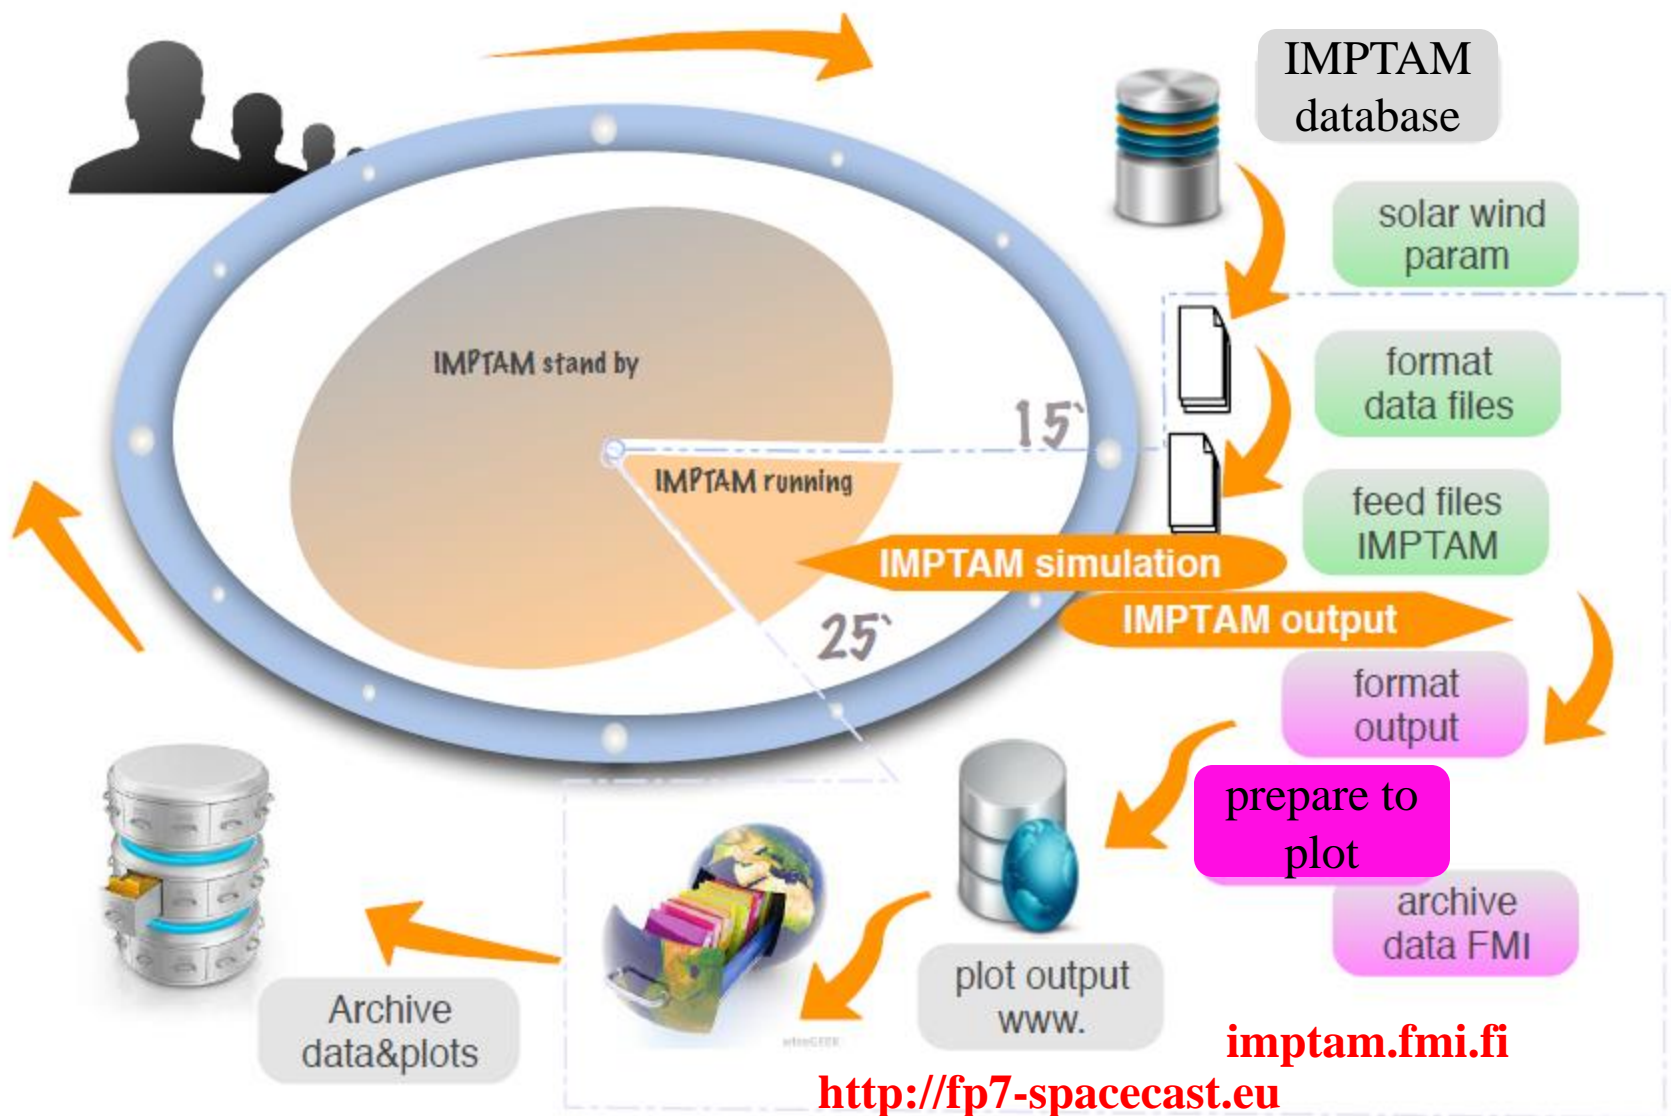 IMPTAM
database
solar wind
param
format
data files
feed files
IMPTAM
IMPTAM stand by
15`
IMPTAM running
IMPTAM simulation
IMPTAM output
25`
format
output
prepare to
plot
archive
data FMI
plot output
www.
Archive
data&plots
imptam.fmi.fi
http://fp7-spacecast.eu